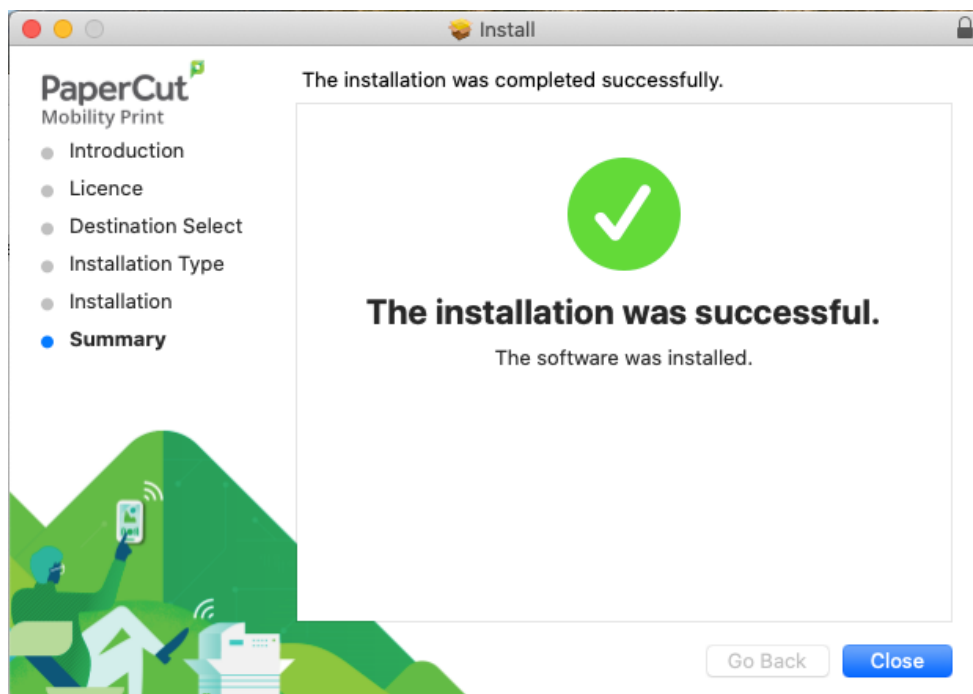 Install
PaperCut
Mobility Print
Introduction
Licence
Destination Select
Installation Type
Installation
Summary
The installation was completed successfully.
The installation was successful.
The software was installed.
Go Back
Close